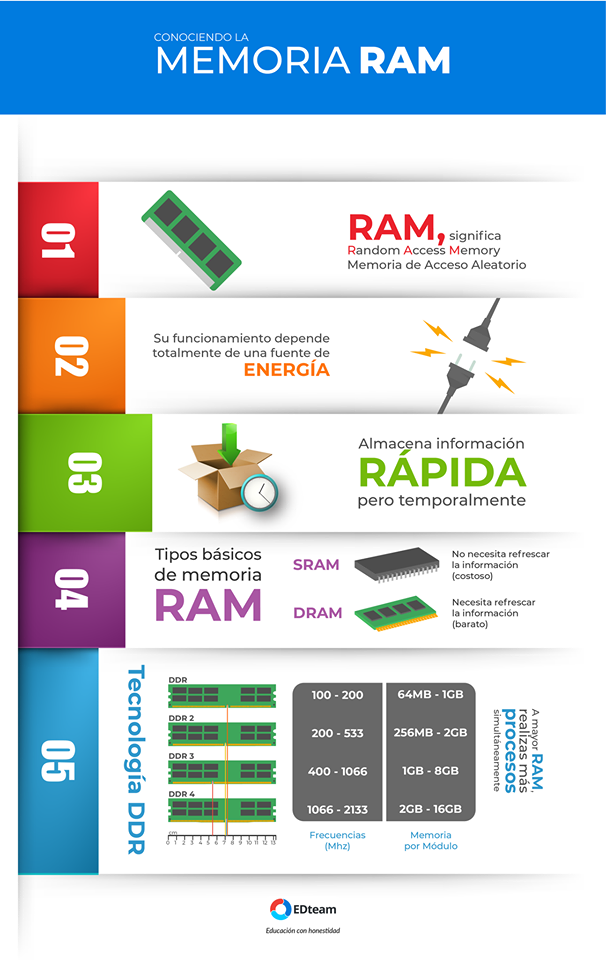 CONOCIENDO LA
MEMORIA RAM
01
RAM, significa
Random Access Memory
Memoria de Acceso Aleatorio
02
Su funcionamiento depende
totalmente de una fuente de
ENERGÍA
03
Almacena información
RÁPIDA
pero temporalmente
04
Tipos básicos
de memoria
RAM
SRAM
No necesita refrescar
la información
(costoso)
DRAM
Necesita refrescar
la información
(barato)
05
Tecnología DDR
DDR
DDR 2
DDR 3
DDR 4
cm
0 1 2 3 4 5 6 7 8 9 10 11 12 13
100 - 200
64MB - 1GB
200 - 533
256MB - 2GB
400 - 1066
1GB - 8GB
1066 - 2133
2GB - 16GB
Frecuencias
(Mhz)
Memoria
por Módulo
A mayor RAM,
realizas más
procesos
simultáneamente
EDteam
Educación con honestidad